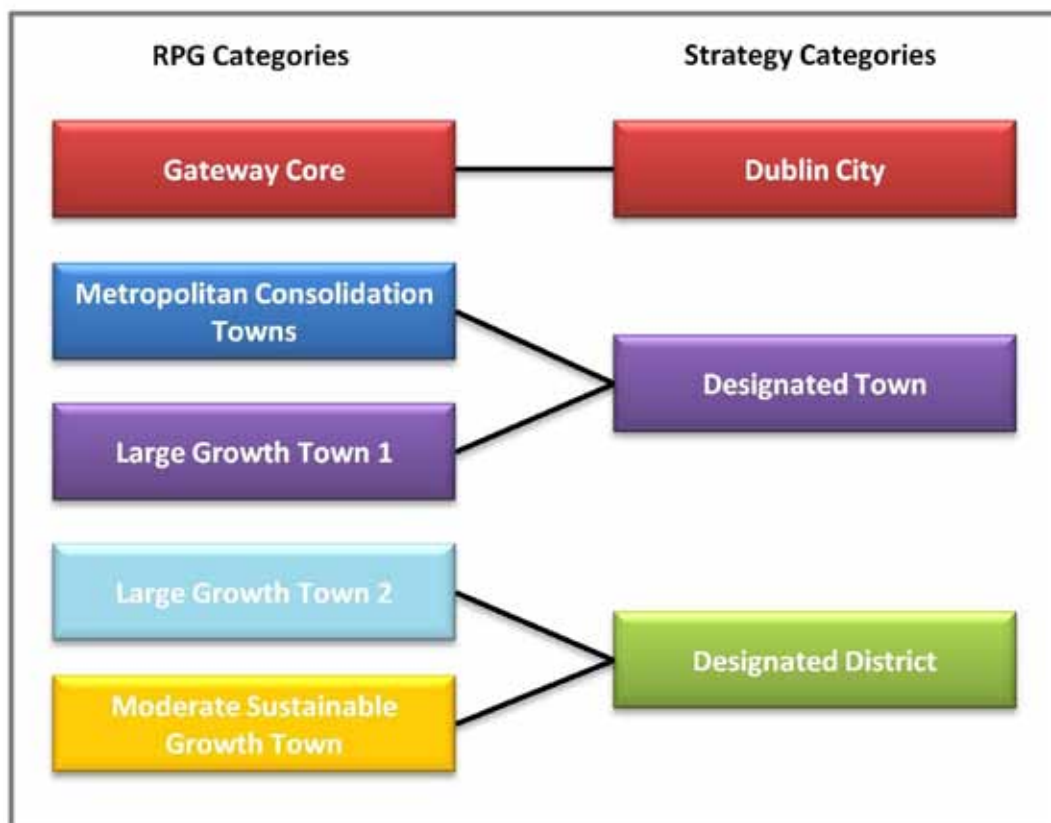 RPG Categories
Strategy Categories
Gateway Core
Dublin City
Metropolitan Consolidation
Towns
Designated Town
Large Growth Town 1
Large Growth Town 2
Designated District
Moderate Sustainable
Growth Town